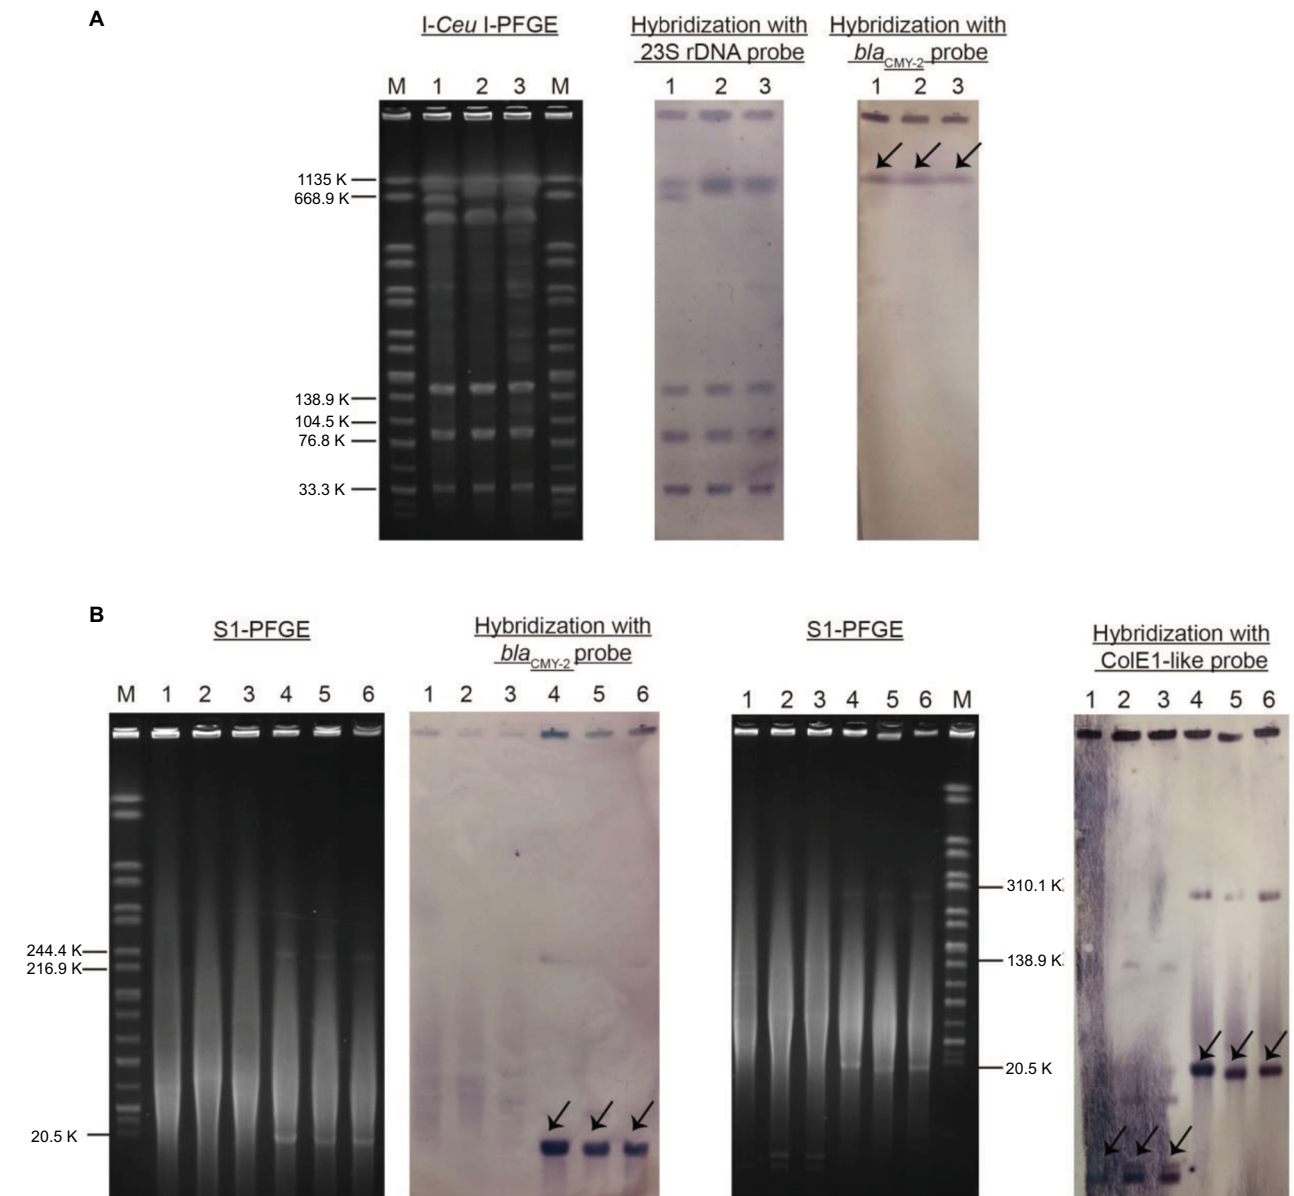 A
I-Ceu I-PFGE
Hybridization with
23S rDNA probe
Hybridization with
blaCMY-2 probe
M 1 2 3 M
1 2 3
1 2 3
1135 K
668.9 K
138.9 K
104.5 K
76.8 K
33.3 K
B
S1-PFGE
Hybridization with
blaCMY-2 probe
S1-PFGE
Hybridization with
ColE1-like probe
M 1 2 3 4 5 6
1 2 3 4 5 6
1 2 3 4 5 6 M
1 2 3 4 5 6
244.4 K
216.9 K
20.5 K
310.1 K
138.9 K
20.5 K